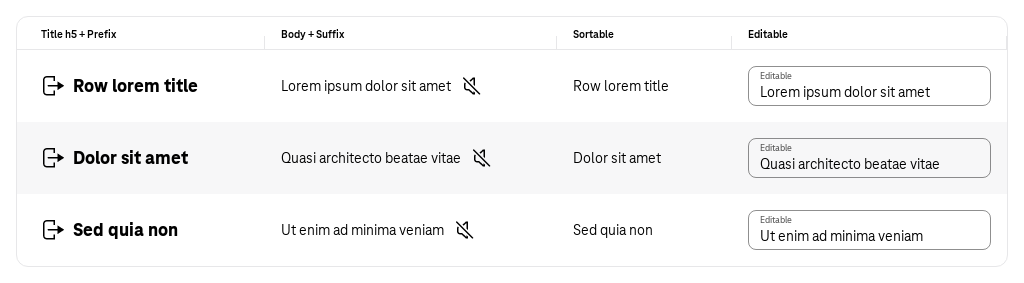 Title h5 + Prefix Body + Suffix Sortable Editable
Row lorem title Lorem ipsum dolor sit amet Row lorem title Editable
Lorem ipsum dolor sit amet
Dolor sit amet Quasi architecto beatae vitae Dolor sit amet Editable
Quasi architecto beatae vitae
Sed quia non Ut enim ad minima veniam Sed quia non Editable
Ut enim ad minima veniam